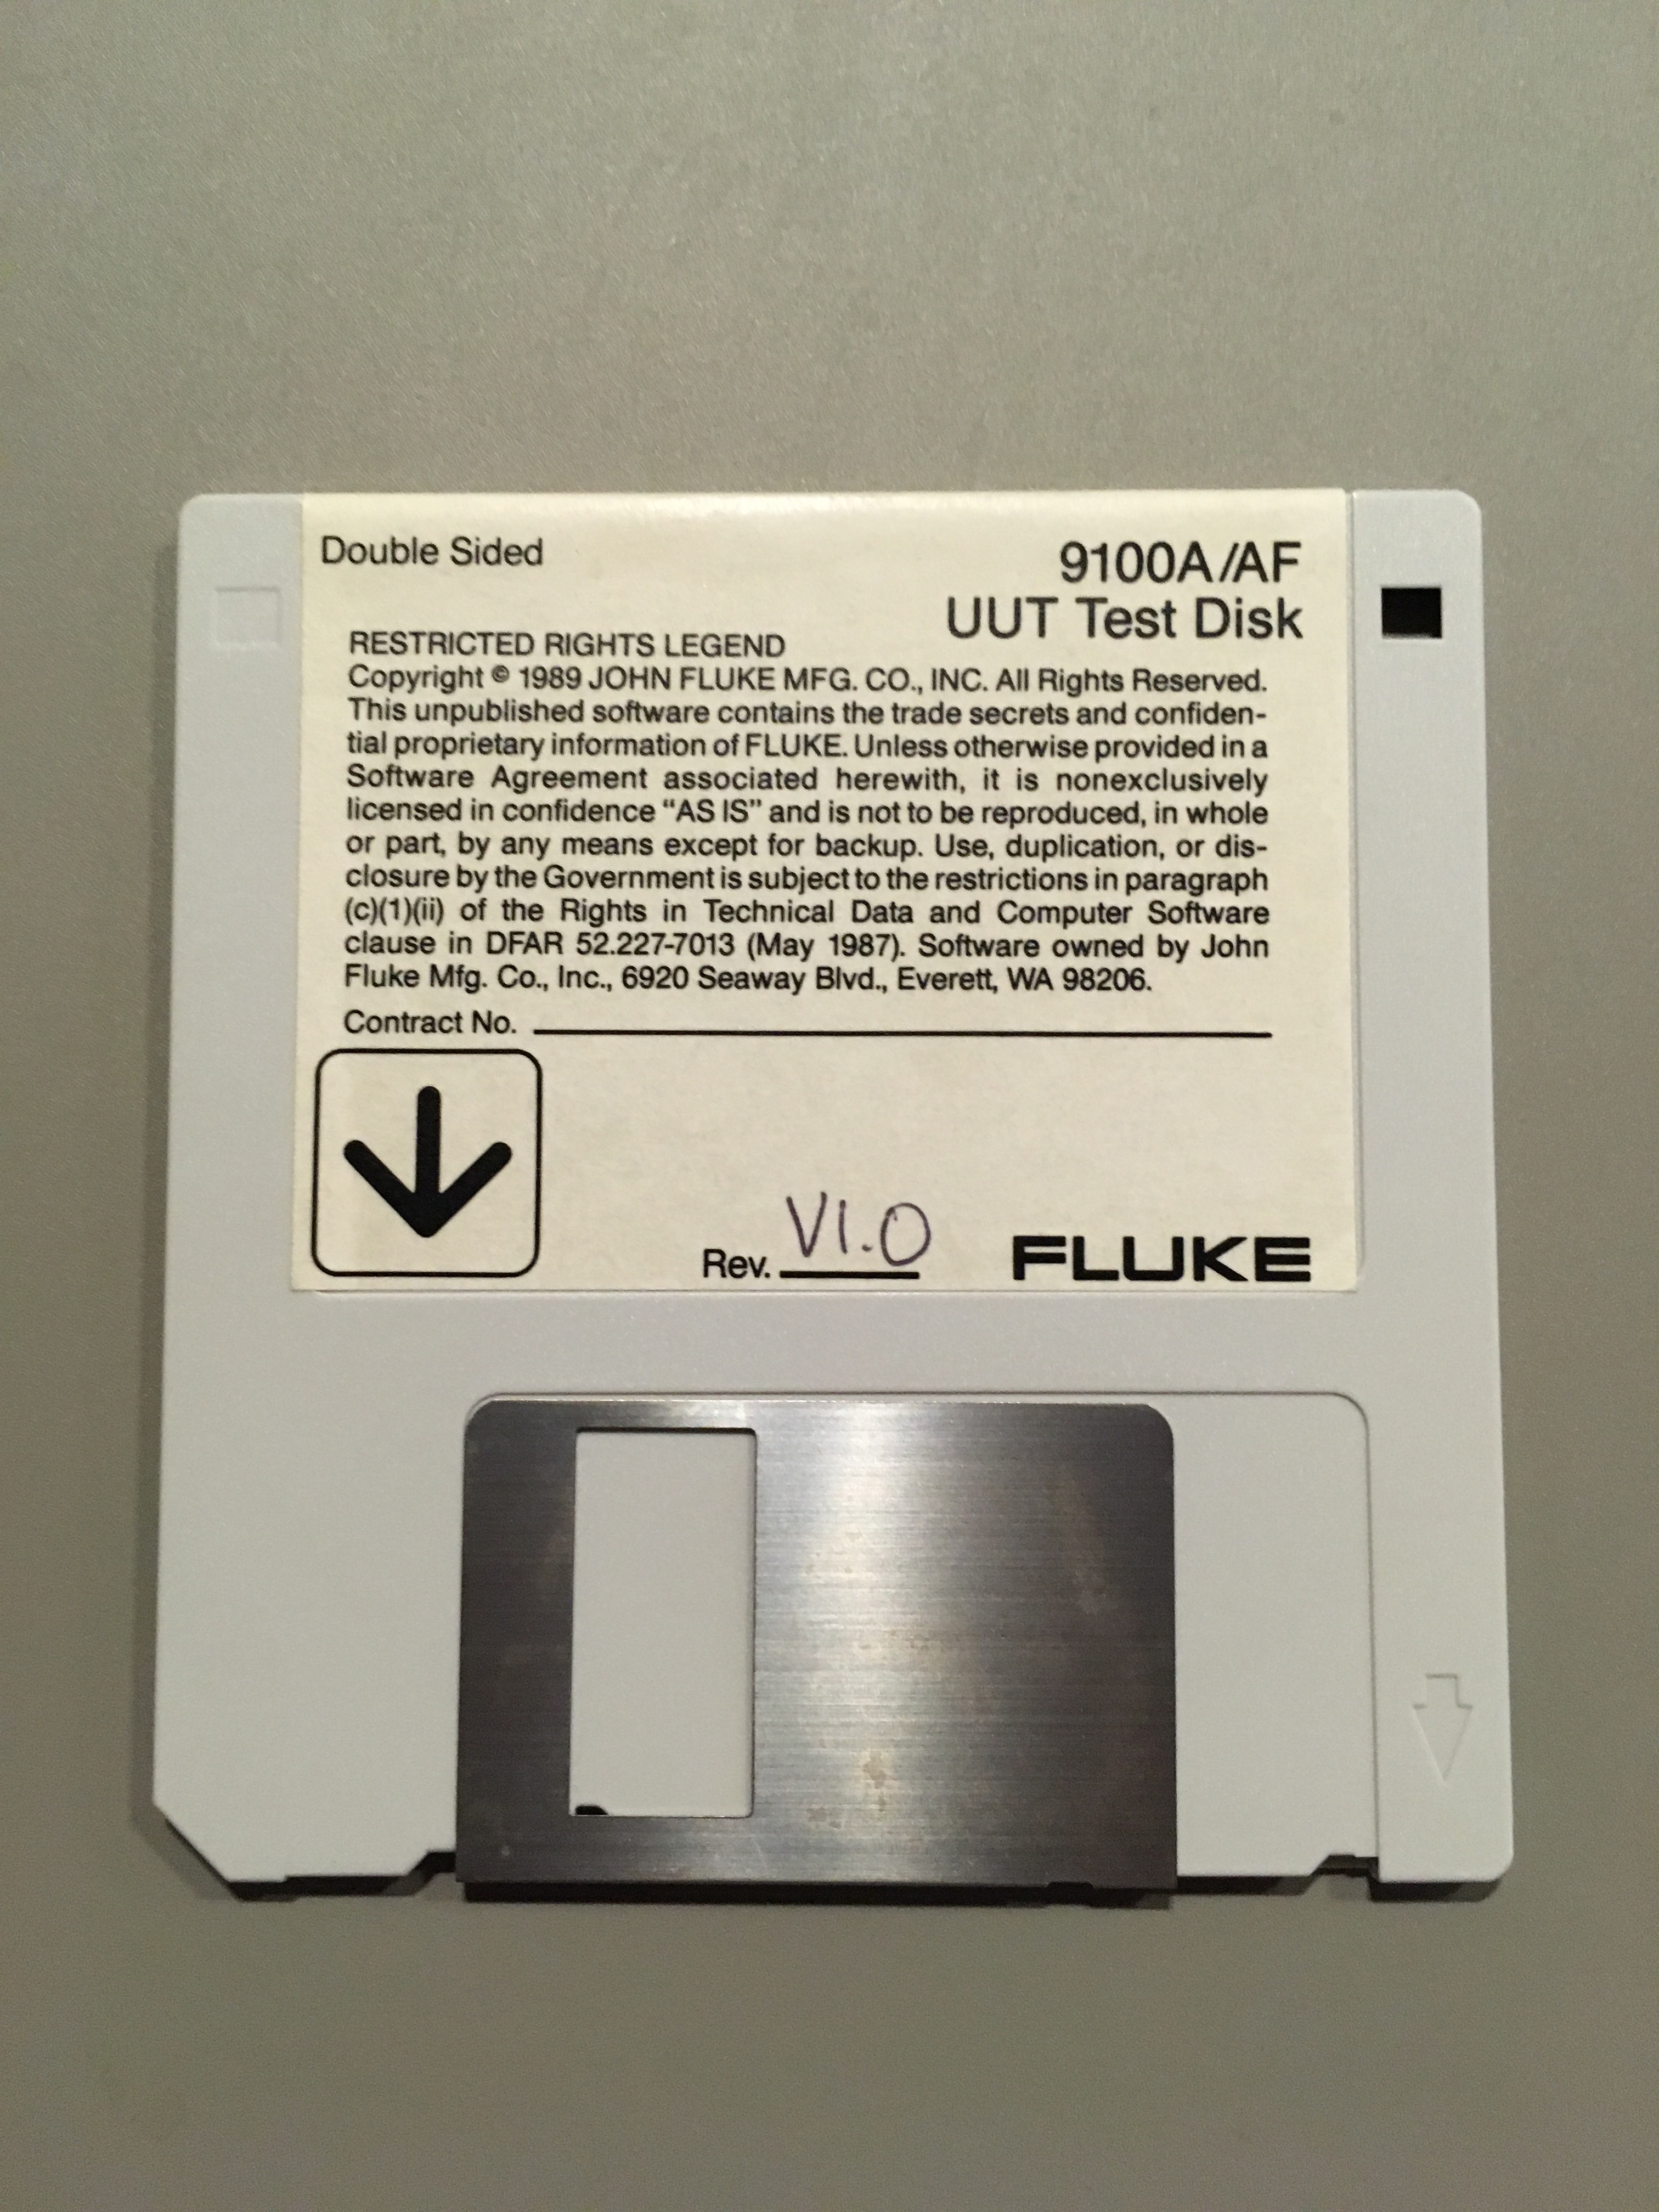 Double Sided
9100A/AF
UUT Test Disk
RESTRICTED RIGHTS LEGEND
Copyright © 1989 JOHN FLUKE MFG. CO., INC. All Rights Reserved.
This unpublished software contains the trade secrets and confiden-
tial proprietary information of FLUKE. Unless otherwise provided in a
Software Agreement associated herewith, it is nonexclusively
licensed in confidence “AS IS” and is not to be reproduced, in whole
or part, by any means except for backup. Use, duplication, or dis-
closure by the Government is subject to the restrictions in paragraph
(c)(1)(ii) of the Rights in Technical Data and Computer Software
clause in DFAR 52.227-7013 (May 1987). Software owned by John
Fluke Mfg. Co., Inc., 6920 Seaway Blvd., Everett, WA 98206.
Contract No.
Rev. V1.0
FLUKE